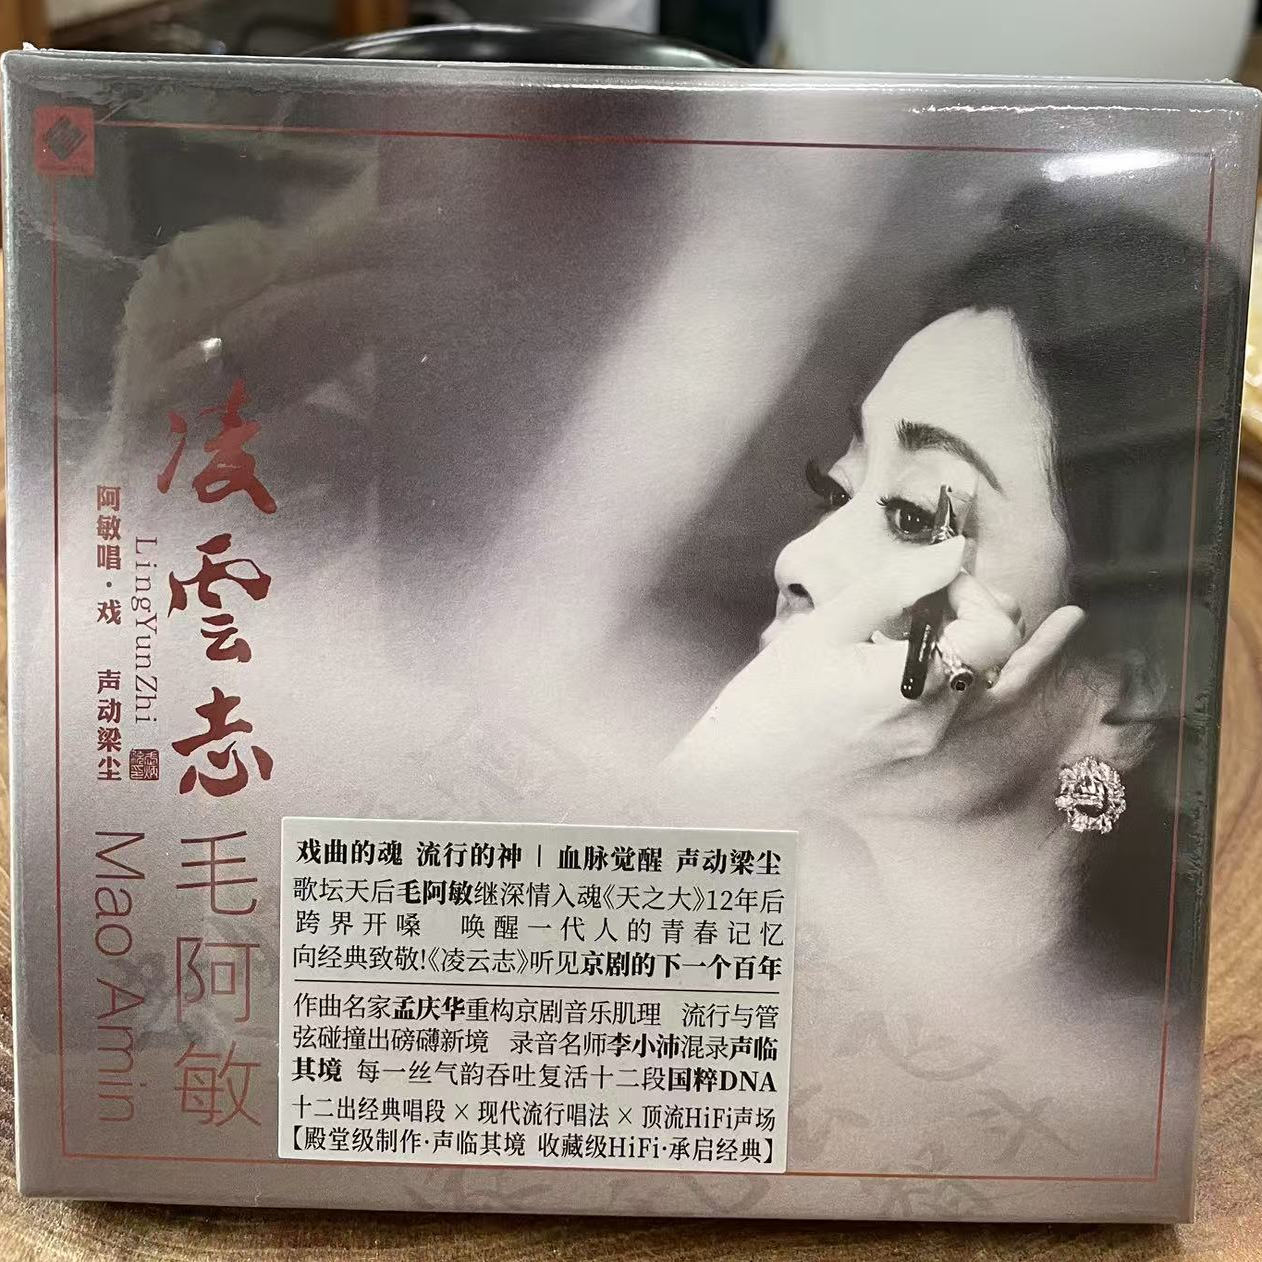 凌雲志
LingYunZhi
阿敏唱·戏 声动梁尘
毛阿敏
Mao Amin
戏曲的魂 流行的神｜血脉觉醒 声动梁尘
歌坛天后毛阿敏继深情入魂《天之大》12年后
跨界开嗓 唤醒一代人的青春记忆
向经典致敬!《凌云志》听见京剧的下一个百年
作曲名家孟庆华重构京剧音乐肌理 流行与管
弦碰撞出磅礴新境 录音名师李小沛混录声临
其境 每一丝气韵吞吐复活十二段国粹DNA
十二出经典唱段×现代流行唱法×顶流HiFi声场
【殿堂级制作·声临其境 收藏级HiFi·承启经典】